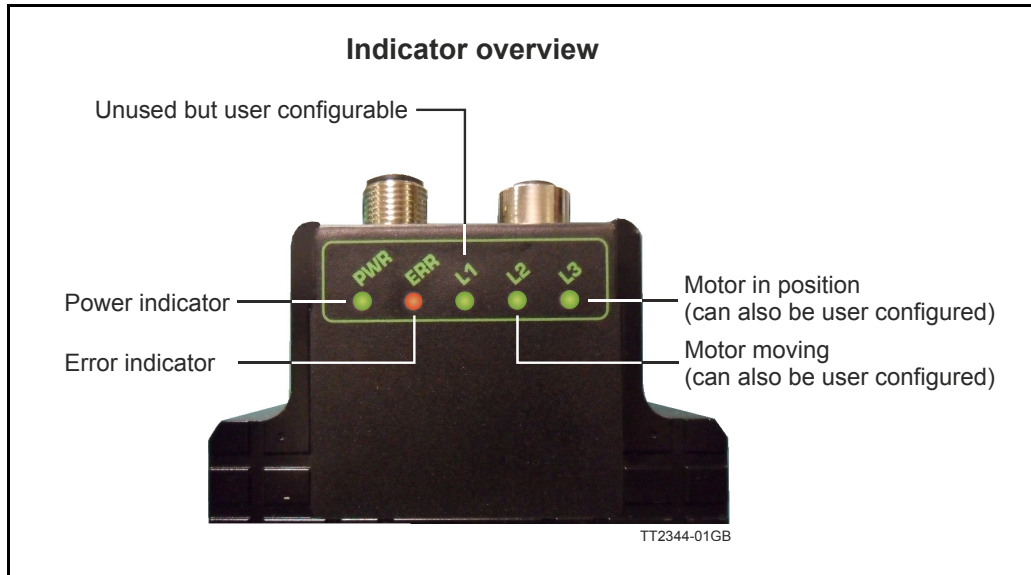 Indicator overview
Unused but user configurable
PWR
ERR
L1
L2
L3
Power indicator
Error indicator
Motor in position
(can also be user configured)
Motor moving
(can also be user configured)
TT2344-01GB